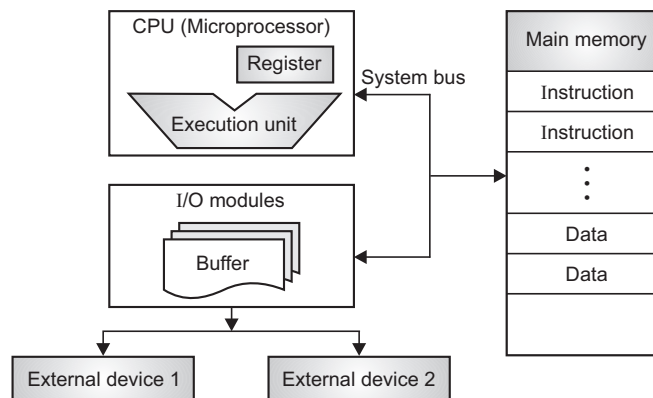 CPU (Microprocessor)
Register
Execution unit
System bus
Main memory
Instruction
Instruction
Data
Data
I/O modules
Buffer
External device 1
External device 2